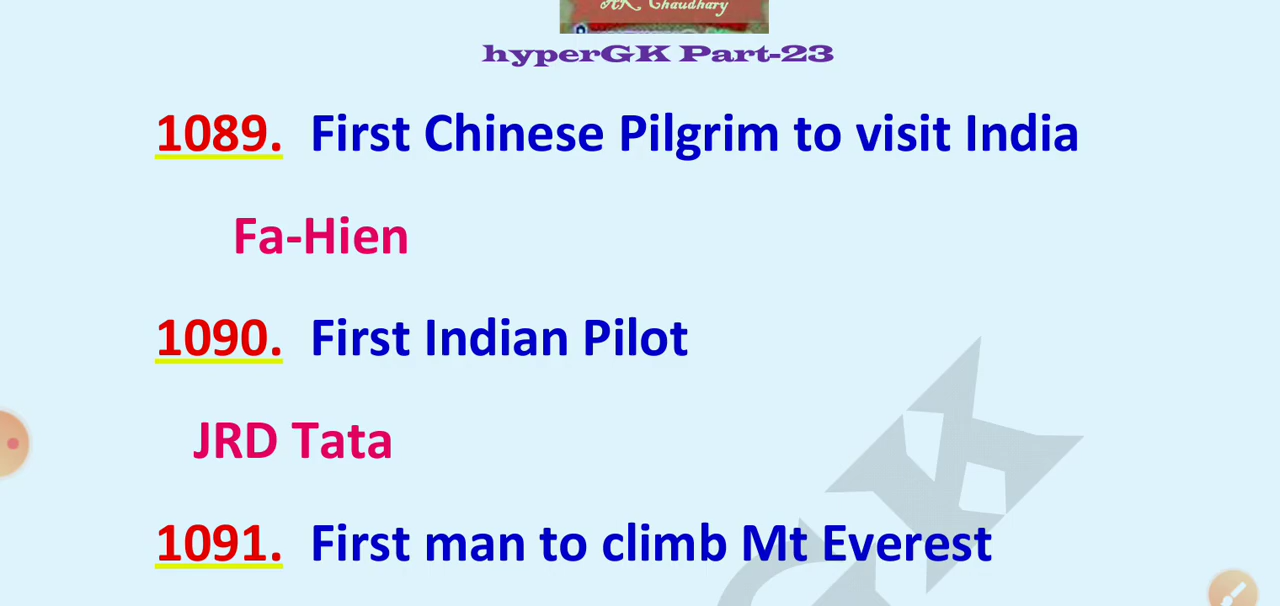 AK Chaudhary
hyperGK Part-23
1089. First Chinese Pilgrim to visit India
Fa-Hien
1090. First Indian Pilot
JRD Tata
1091. First man to climb Mt Everest
GK